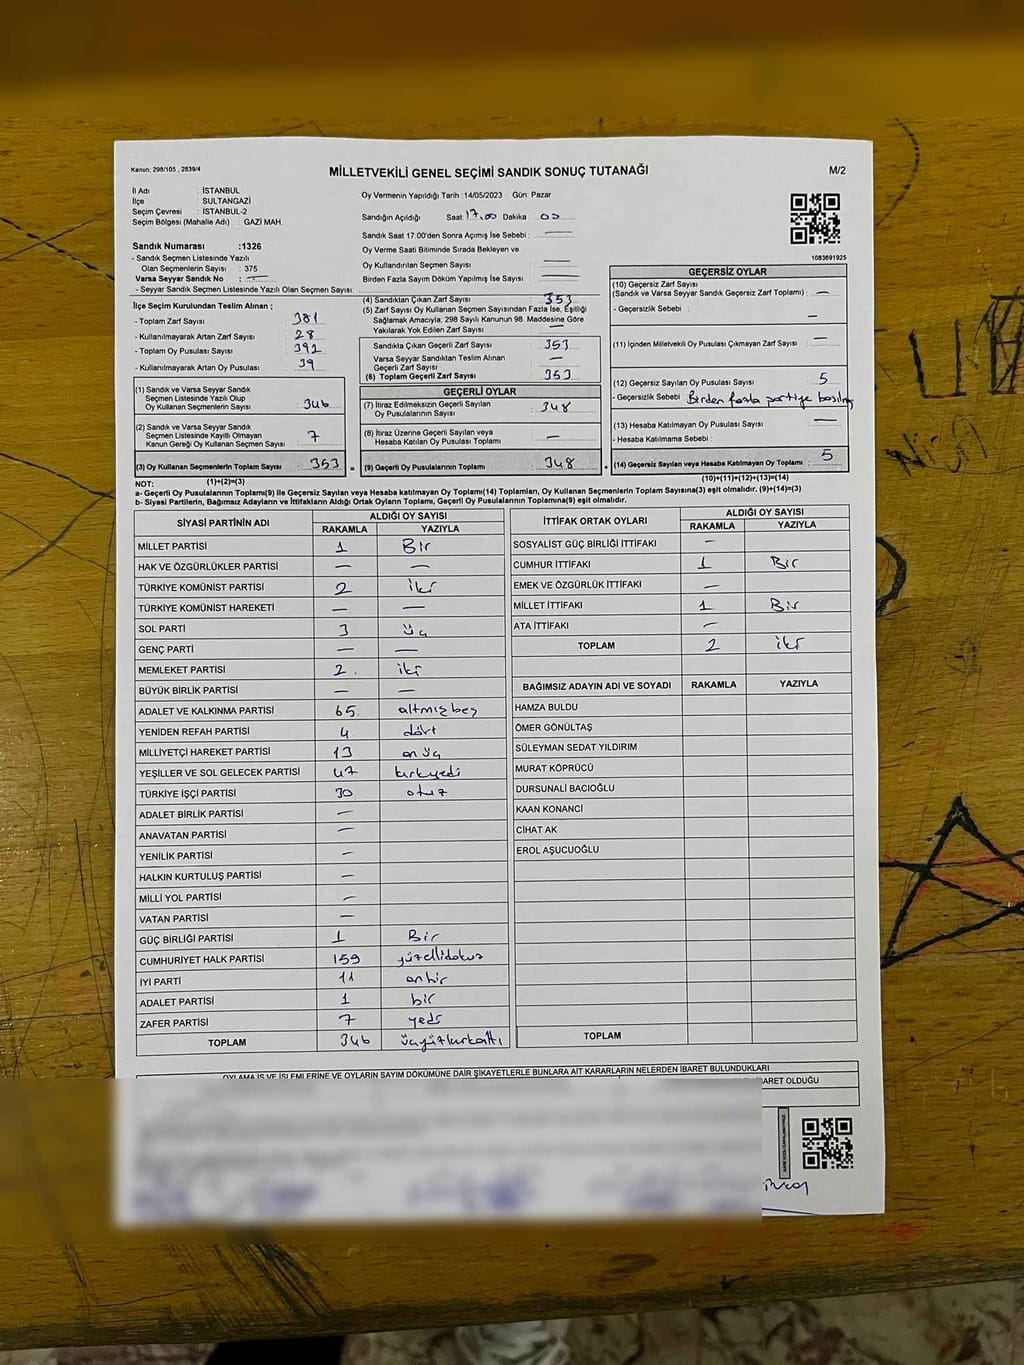 Kanun; 298/105 , 2839/4
MİLLETVEKİLİ GENEL SEÇİMİ SANDIK SONUÇ TUTANAĞI
M/2
İl Adı : İSTANBUL
İlçe : SULTANGAZİ
Seçim Çevresi : İSTANBUL-2
Seçim Bölgesi (Mahalle Adı) : GAZİ MAH.
Sandık Numarası :1326
- Sandık Seçmen Listesinde Yazılı
Olan Seçmenlerin Sayısı : 375
Varsa Seyyar Sandık No : —
- Seyyar Sandık Seçmen Listesinde Yazılı Olan Seçmen Sayısı:
Oy Vermenin Yapıldığı Tarih :14/05/2023 Gün: Pazar
Sandığın Açıldığı Saat 17.00 Dakika : 00
Sandık Saat 17:00'den Sonra Açımış İse Sebebi : —
Oy Verme Saati Bitiminde Sırada Bekleyen ve
Oy Kullandırılan Seçmen Sayısı —
Birden Fazla Sayım Döküm Yapılmış İse Sayısı : —
1083691925
İlçe Seçim Kurulundan Teslim Alınan ;
- Toplam Zarf Sayısı : 381
- Kullanılmayarak Artan Zarf Sayısı : 28
- Toplam Oy Pusulası Sayısı : 392
- Kullanılmayarak Artan Oy Pusulası : 39
(1) Sandık ve Varsa Seyyar Sandık
Seçmen Listesinde Yazılı Olup
Oy Kullanan Seçmenlerin Sayısı : 346
(2) Sandık ve Varsa Seyyar Sandık
Seçmen Listesinde Kayıtlı Olmayan
Kanun Gereği Oy Kullanan Seçmen Sayısı : 7
(3) Oy Kullanan Seçmenlerin Toplam Sayısı : 353
(1)+(2)=(3)
(4) Sandıktan Çıkan Zarf Sayısı : 353
(5) Zarf Sayısı Oy Kullanan Seçmen Sayısından Fazla İse, Eşitliği
Sağlamak Amacıyla, 298 Sayılı Kanunun 98. Maddesine Göre
Yakılarak Yok Edilen Zarf Sayısı : —
Sandıkta Çıkan Geçerli Zarf Sayısı : 353
Varsa Seyyar Sandıktan Teslim Alınan
Geçerli Zarf Sayısı : —
(6) Toplam Geçerli Zarf Sayısı : 353
GEÇERLİ OYLAR
(7) İtiraz Edilmeksizin Geçerli Sayılan
Oy Pusulalarının Sayısı : 348
(8) İtiraz Üzerine Geçerli Sayılan veya
Hesaba Katılan Oy Pusulası Toplamı : —
(9) Geçerli Oy Pusulalarının Toplamı : 348
GEÇERSİZ OYLAR
(10) Geçersiz Zarf Sayısı
(Sandık ve Varsa Seyyar Sandık Geçersiz Zarf Toplamı) : —
- Geçersizlik Sebebi : —
(11) İçinden Milletvekili Oy Pusulası Çıkmayan Zarf Sayısı : —
(12) Geçersiz Sayılan Oy Pusulası Sayısı : 5
- Geçersizlik Sebebi : Birden fazla partiye basılmış
(13) Hesaba Katılmayan Oy Pusulası Sayısı : —
- Hesaba Katılmama Sebebi :
(14) Geçersiz Sayılan veya Hesaba Katılmayan Oy Toplamı : 5
(10)+(11)+(12)+(13)=(14)
NOT:
a- Geçerli Oy Pusulalarının Toplamı(9) ile Geçersiz Sayılan veya Hesaba katılmayan Oy Toplamı(14) Toplamları, Oy Kullanan Seçmenlerin Toplam Sayısına(3) eşit olmalıdır. (9)+(14)=(3)
b- Siyasi Partilerin, Bağımsız Adayların ve İttifakların Aldığı Ortak Oyların Toplamı, Geçerli Oy Pusulalarının Toplamına(9) eşit olmalıdır.
SİYASİ PARTİNİN ADI ALDIĞI OY SAYISI
RAKAMLA YAZIYLA
MİLLET PARTİSİ 1 Bir
HAK VE ÖZGÜRLÜKLER PARTİSİ — —
TÜRKİYE KOMÜNİST PARTİSİ 2 iki
TÜRKİYE KOMÜNİST HAREKETİ — —
SOL PARTİ 3 üç
GENÇ PARTİ — —
MEMLEKET PARTİSİ 2 iki
BÜYÜK BİRLİK PARTİSİ — —
ADALET VE KALKINMA PARTİSİ 65 altmışbeş
YENİDEN REFAH PARTİSİ 4 dört
MİLLİYETÇİ HAREKET PARTİSİ 13 onüç
YEŞİLLER VE SOL GELECEK PARTİSİ 47 kırkyedi
TÜRKİYE İŞÇİ PARTİSİ 30 otuz
ADALET BİRLİK PARTİSİ —
ANAVATAN PARTİSİ —
YENİLİK PARTİSİ —
HALKIN KURTULUŞ PARTİSİ —
MİLLİ YOL PARTİSİ —
VATAN PARTİSİ —
GÜÇ BİRLİĞİ PARTİSİ 1 Bir
CUMHURİYET HALK PARTİSİ 159 yüzellidokuz
İYİ PARTİ 11 onbir
ADALET PARTİSİ 1 bir
ZAFER PARTİSİ 7 yedi
TOPLAM 346 üçyüzkırkaltı
İTTİFAK ORTAK OYLARI ALDIĞI OY SAYISI
RAKAMLA YAZIYLA
SOSYALİST GÜÇ BİRLİĞİ İTTİFAKI —
CUMHUR İTTİFAKI 1 Bir
EMEK VE ÖZGÜRLÜK İTTİFAKI —
MİLLET İTTİFAKI 1 Bir
ATA İTTİFAKI —
TOPLAM 2 iki
BAĞIMSIZ ADAYIN ADI VE SOYADI RAKAMLA YAZIYLA
HAMZA BULDU
ÖMER GÖNÜLTAŞ
SÜLEYMAN SEDAT YILDIRIM
MURAT KÖPRÜCÜ
DURSUNALİ BACIOĞLU
KAAN KONANCİ
CİHAT AK
EROL AŞUCUOĞLU
TOPLAM
OYLAMA İŞ VE İŞLEMLERİNE VE OYLARIN SAYIM DÖKÜMÜNE DAİR ŞİKAYETLERLE BUNLARA AİT KARARLARIN NELERDEN İBARET BULUNDUKLARI
İBARET OLDUĞU